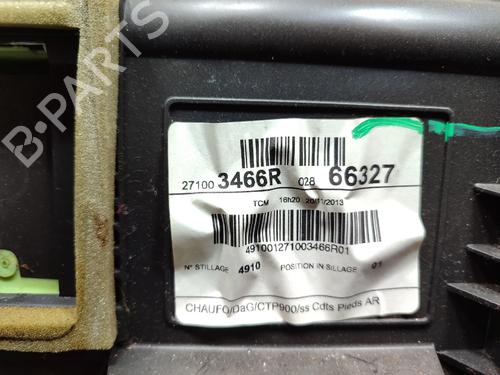 B-PARTS
27100 3466R 028 66327
TCM 16h20 20/11/2013
491001271003466R01
N° STILLAGE 4910 POSITION IN SILLAGE 01
CHAUFO/DaG/CTP900/ss Cdts Pieds AR